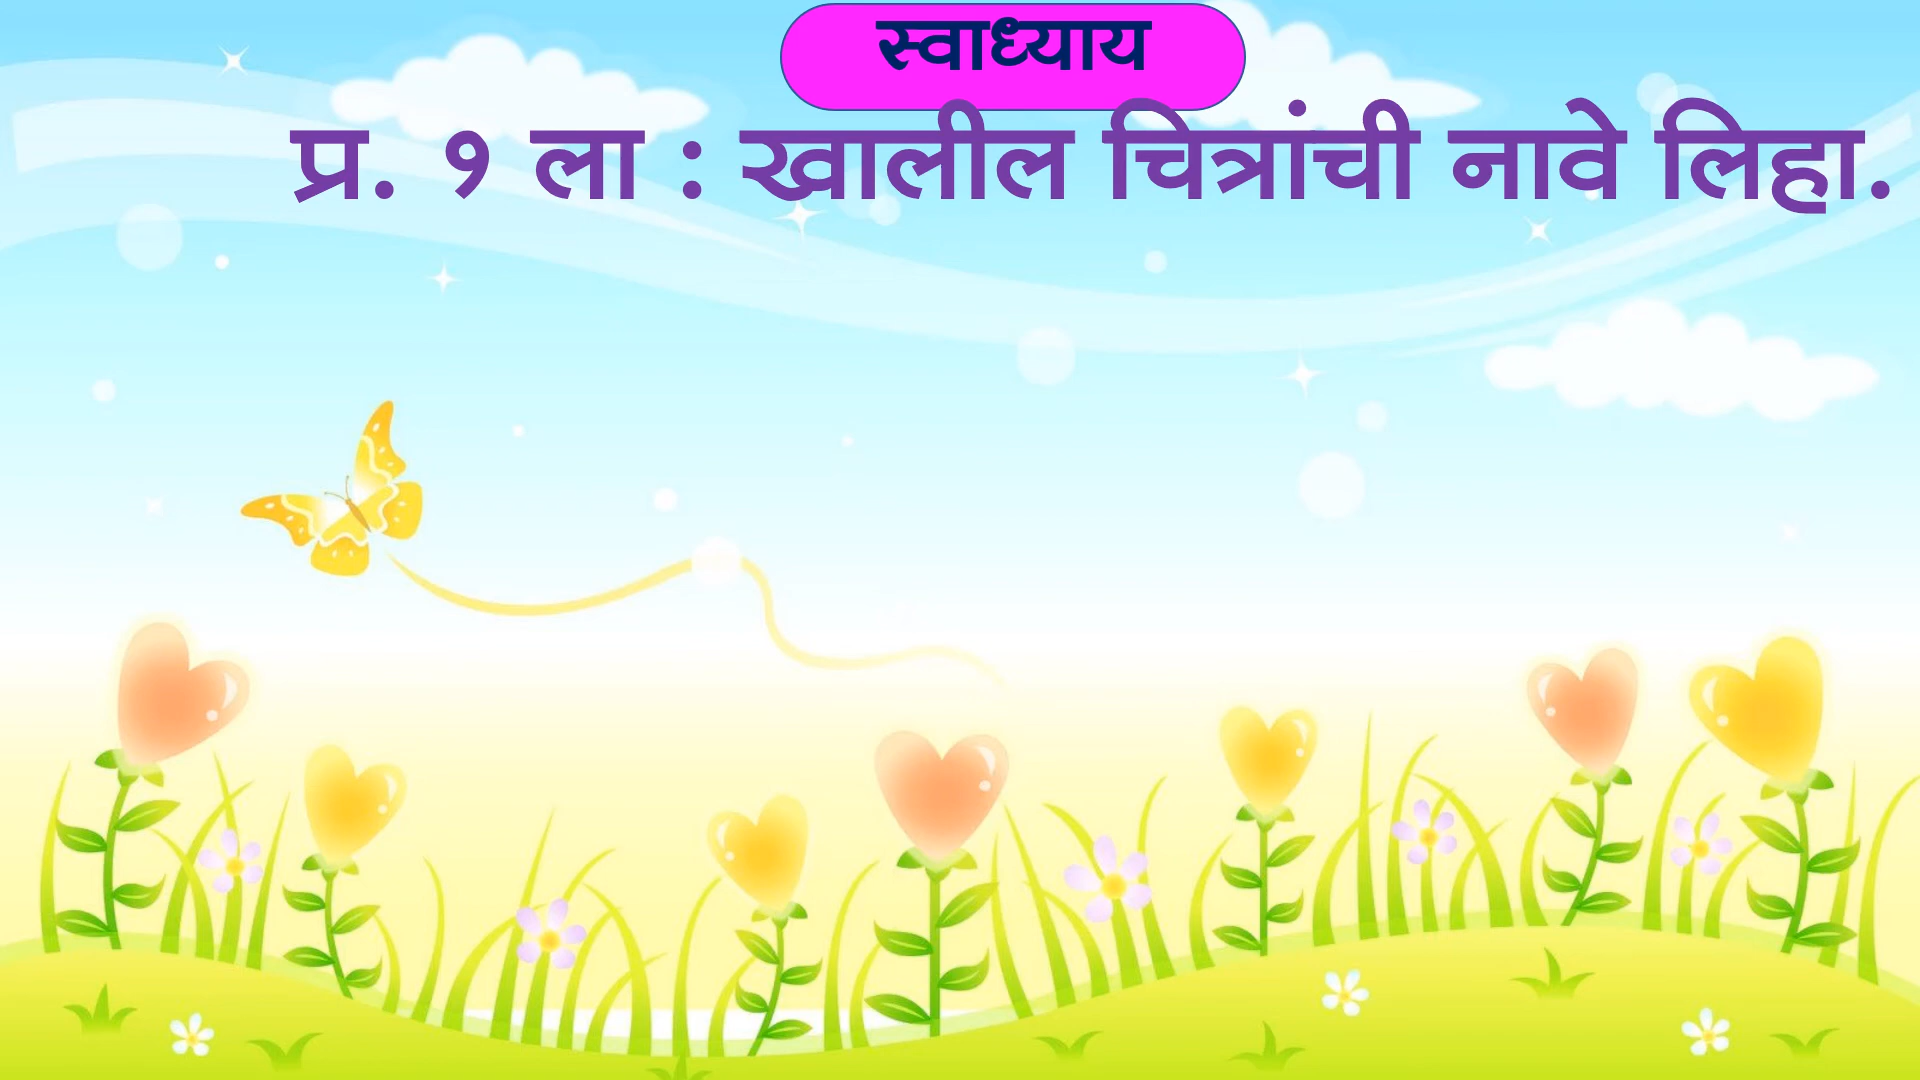 स्वाध्याय
प्र. १ ला : खालील चित्रांची नावे लिहा.